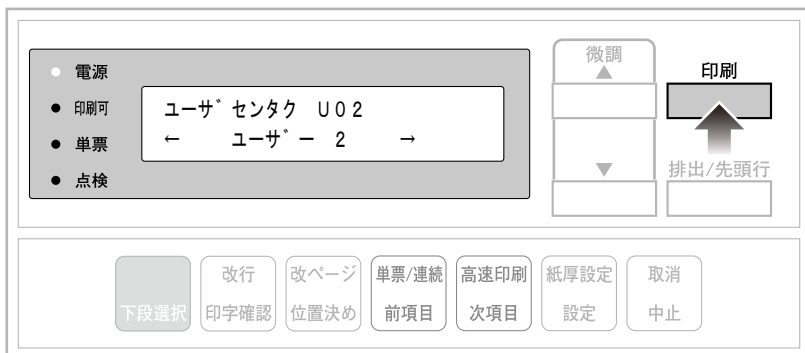 電源
印刷可
単票
点検
ユーザセンタク U02
← ユーザー 2 →
微調
▲
▼
印刷
排出/先頭行
下段選択
改行
印字確認
改ページ
位置決め
単票/連続
前項目
高速印刷
次項目
紙厚設定
設定
取消
中止